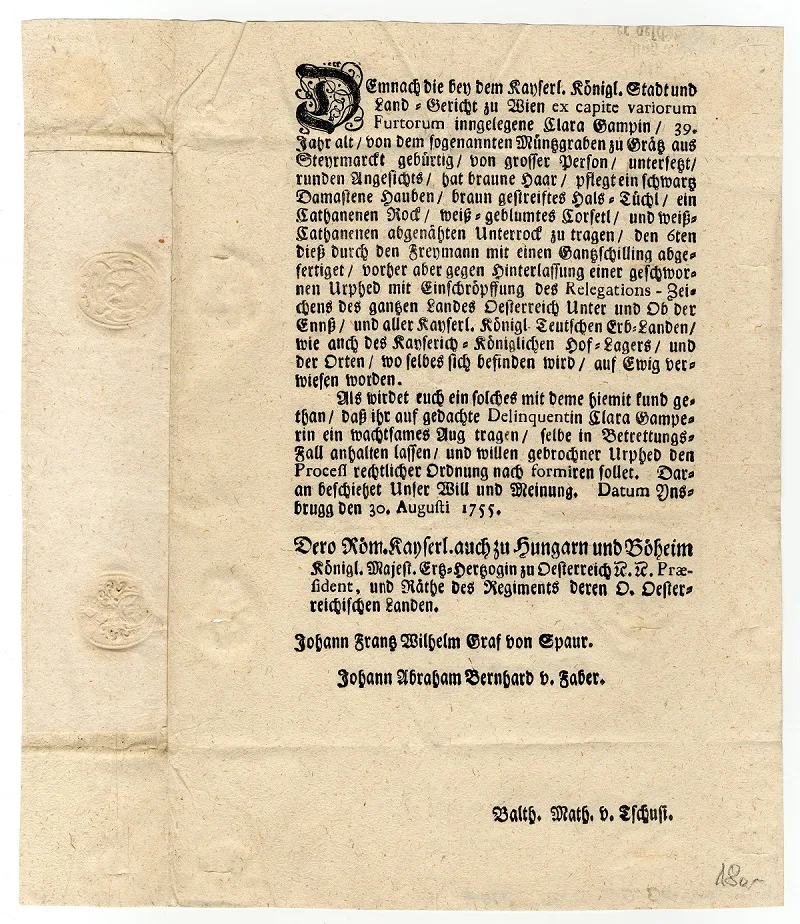 DEmnach die bey dem Kayserl. Königl. Stadt und
Land-Gericht zu Wien ex capite variorum
Furtorum inngelegene Clara Gampin / 39.
Jahr alt / von dem sogenannten Müntzgraben zu Grätz aus
Steyrmarckt gebürtig / von grosser Person / untersetzt /
runden Angesichts / hat braune Haar / pflegt ein schwartz
Damastene Hauben / braun gestreiftes Hals-Tüchl / ein
Cathanenen Rock / weiß-geblumtes Corsetl / und weiß-
Cathanenen abgenähten Unterrock zu tragen / den 6ten
dieß durch den Freymann mit einen Gantzschilling abge-
fertiget / vorher aber gegen Hinterlassung einer geschwor-
nen Urphed mit Einschröpffung des Relegations-Zei-
chens des gantzen Landes Oesterreich Unter und Ob der
Ennß / und aller Kayserl. Königl. Teutschen Erb-Landen /
wie auch des Kayserich-Königlichen Hof-Lagers / und
der Orten / wo selbes sich befinden wird / auf Ewig ver-
wiesen worden.
Als wirdet euch ein solches mit deme hiemit kund ge-
than / daß ihr auf gedachte Delinquentin Clara Gampe-
rin ein wachtsames Aug tragen / selbe in Betrettungs-
Fall anhalten lassen / und willen gebrochner Urphed den
Process rechtlicher Ordnung nach formiren sollet. Dar-
an beschiehet Unser Will und Meinung. Datum Yns-
brugg den 30. Augusti 1755.
Dero Röm. Kayserl. auch zu Hungarn und Böheim
Königl. Majest. Ertz-Hertzogin zu Oesterreich ꝛc. ꝛc. Præ-
sident, und Räthe des Regiments deren O. Oester-
reichischen Landen.
Johann Frantz Wilhelm Graf von Spaur.
Johann Abraham Bernhard v. Faber.
Balth. Math. v. Tschusi.